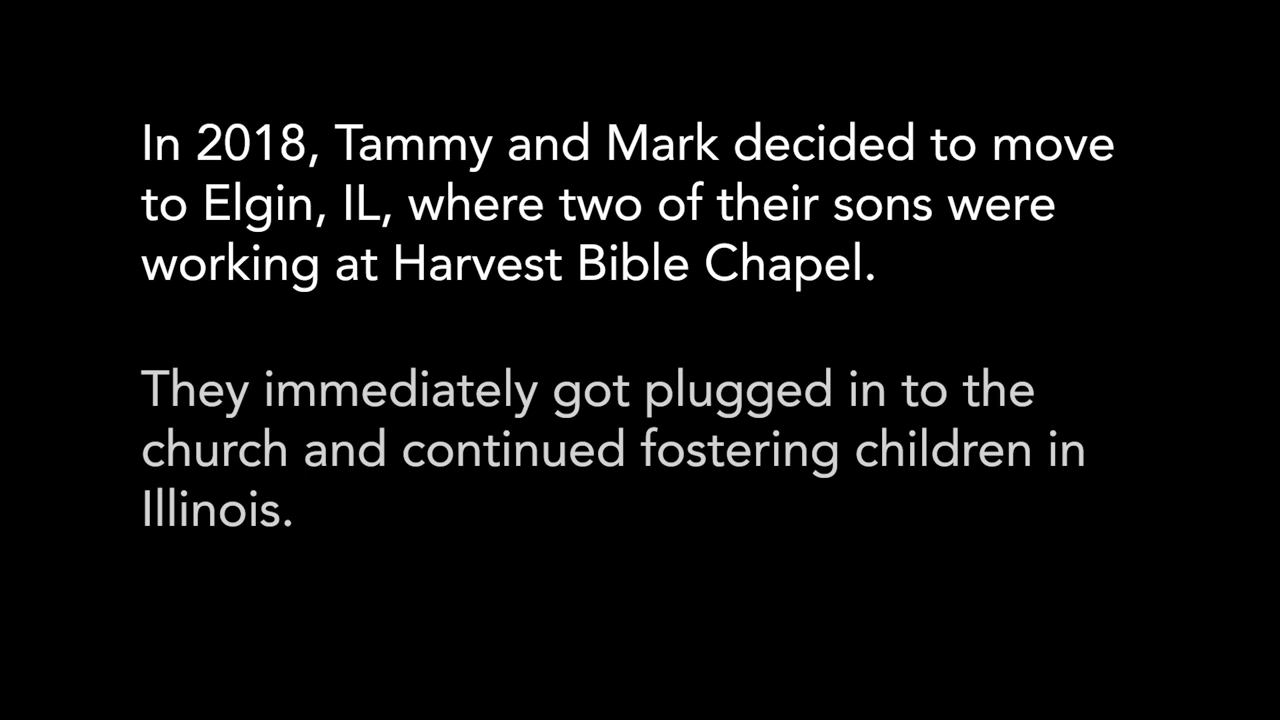 In 2018, Tammy and Mark decided to move
to Elgin, IL, where two of their sons were
working at Harvest Bible Chapel.
They immediately got plugged in to the
church and continued fostering children in
Illinois.